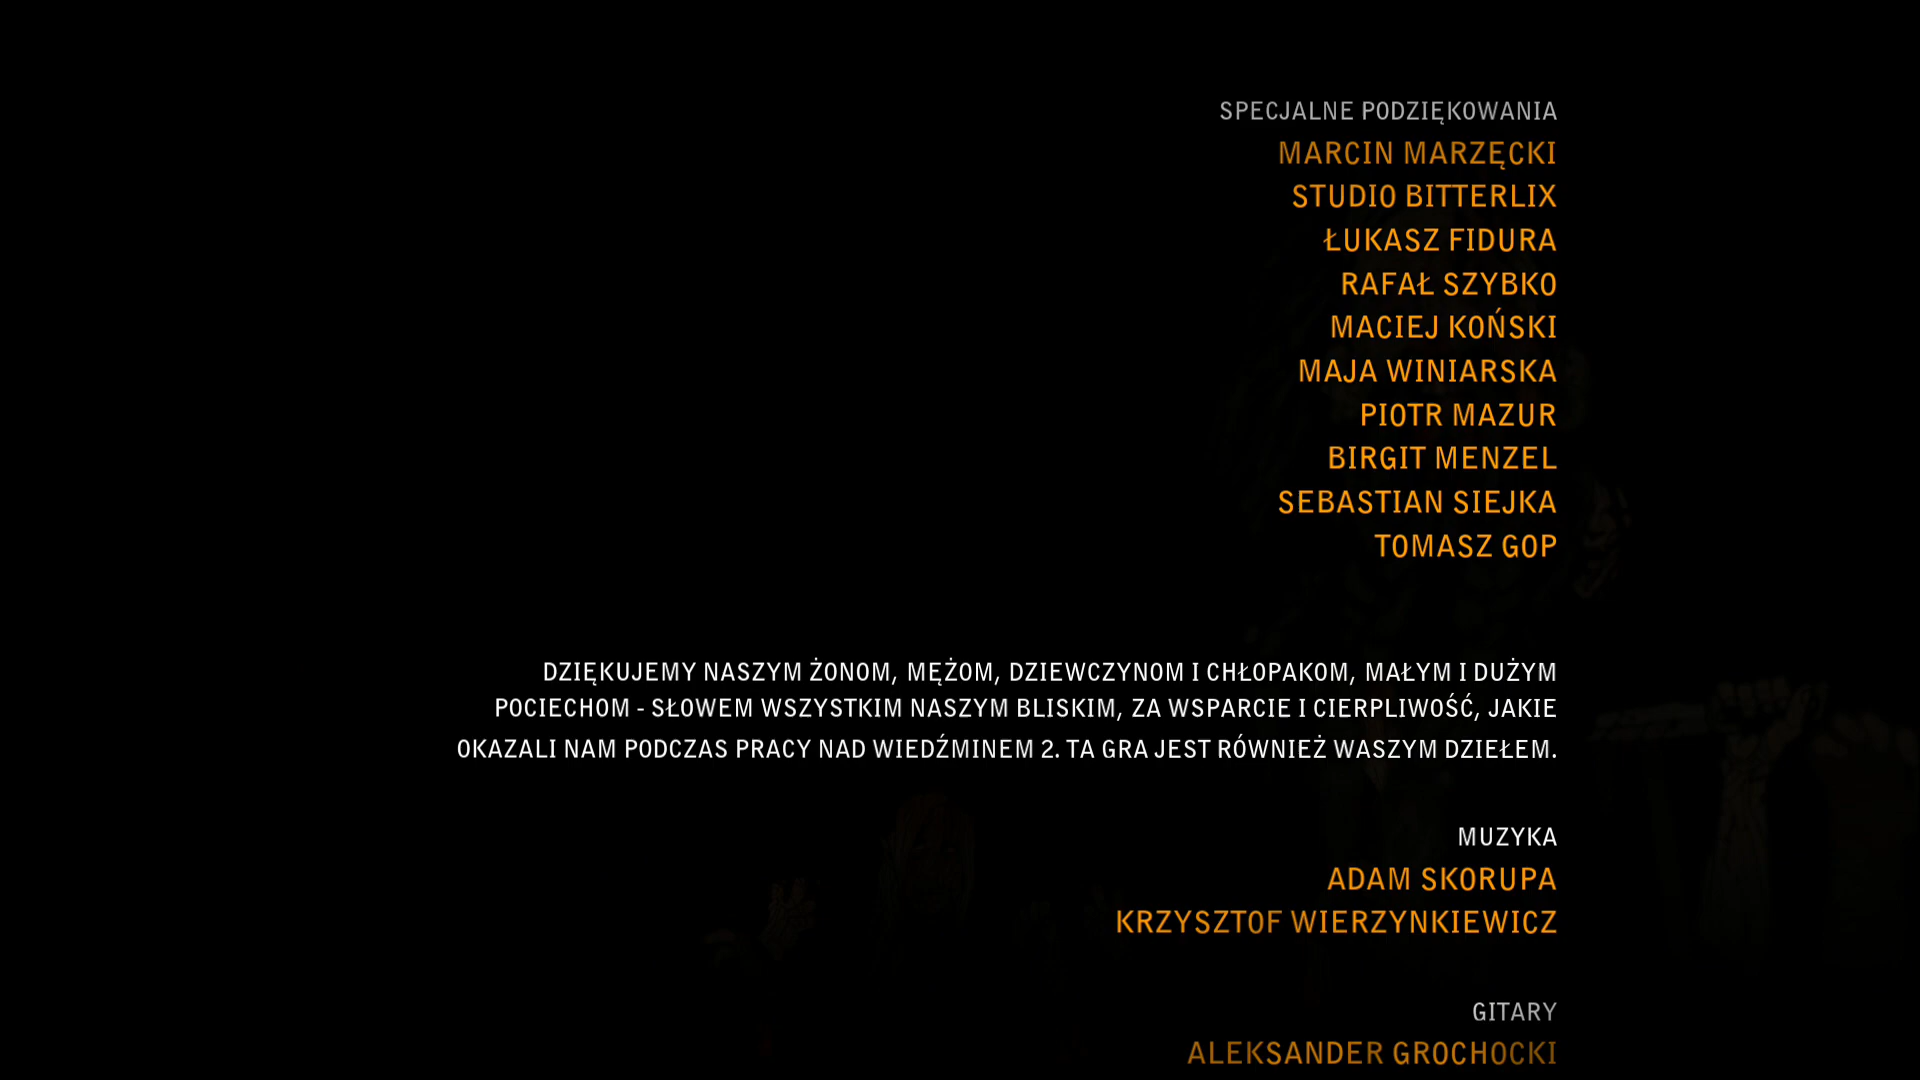 SPECJALNE PODZIĘKOWANIA
MARCIN MARZĘCKI
STUDIO BITTERLIX
ŁUKASZ FIDURA
RAFAŁ SZYBKO
MACIEJ KOŃSKI
MAJA WINIARSKA
PIOTR MAZUR
BIRGIT MENZEL
SEBASTIAN SIEJKA
TOMASZ GOP
DZIĘKUJEMY NASZYM ŻONOM, MĘŻOM, DZIEWCZYNOM I CHŁOPAKOM, MAŁYM I DUŻYM
POCIECHOM - SŁOWEM WSZYSTKIM NASZYM BLISKIM, ZA WSPARCIE I CIERPLIWOŚĆ, JAKIE
OKAZALI NAM PODCZAS PRACY NAD WIEDŹMINEM 2. TA GRA JEST RÓWNIEŻ WASZYM DZIEŁEM.
MUZYKA
ADAM SKORUPA
KRZYSZTOF WIERZYNKIEWICZ
GITARY
ALEKSANDER GROCHOCKI